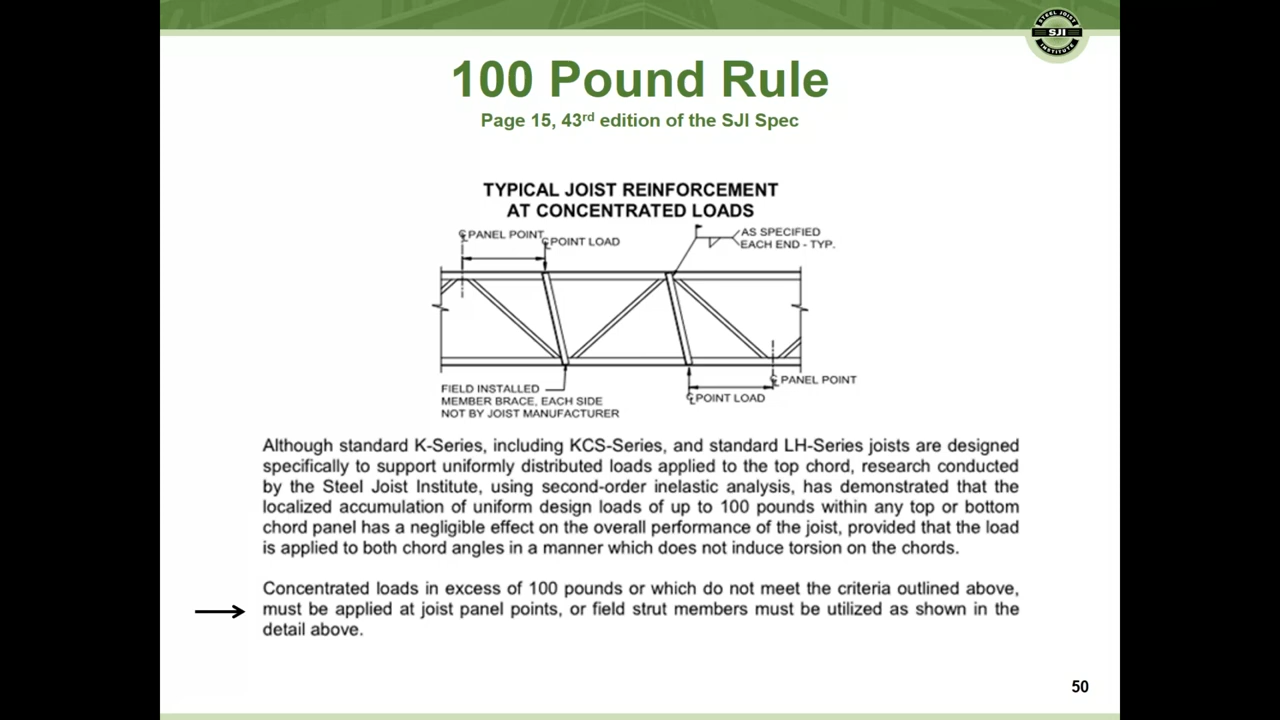 STEEL JOIST
SJI
INSTITUTE
100 Pound Rule
Page 15, 43rd edition of the SJI Spec
TYPICAL JOIST REINFORCEMENT
AT CONCENTRATED LOADS
℄ PANEL POINT
℄ POINT LOAD
AS SPECIFIED
EACH END - TYP.
FIELD INSTALLED
MEMBER BRACE, EACH SIDE
NOT BY JOIST MANUFACTURER
℄ PANEL POINT
℄ POINT LOAD
Although standard K-Series, including KCS-Series, and standard LH-Series joists are designed
specifically to support uniformly distributed loads applied to the top chord, research conducted
by the Steel Joist Institute, using second-order inelastic analysis, has demonstrated that the
localized accumulation of uniform design loads of up to 100 pounds within any top or bottom
chord panel has a negligible effect on the overall performance of the joist, provided that the load
is applied to both chord angles in a manner which does not induce torsion on the chords.
Concentrated loads in excess of 100 pounds or which do not meet the criteria outlined above,
must be applied at joist panel points, or field strut members must be utilized as shown in the
detail above.
50